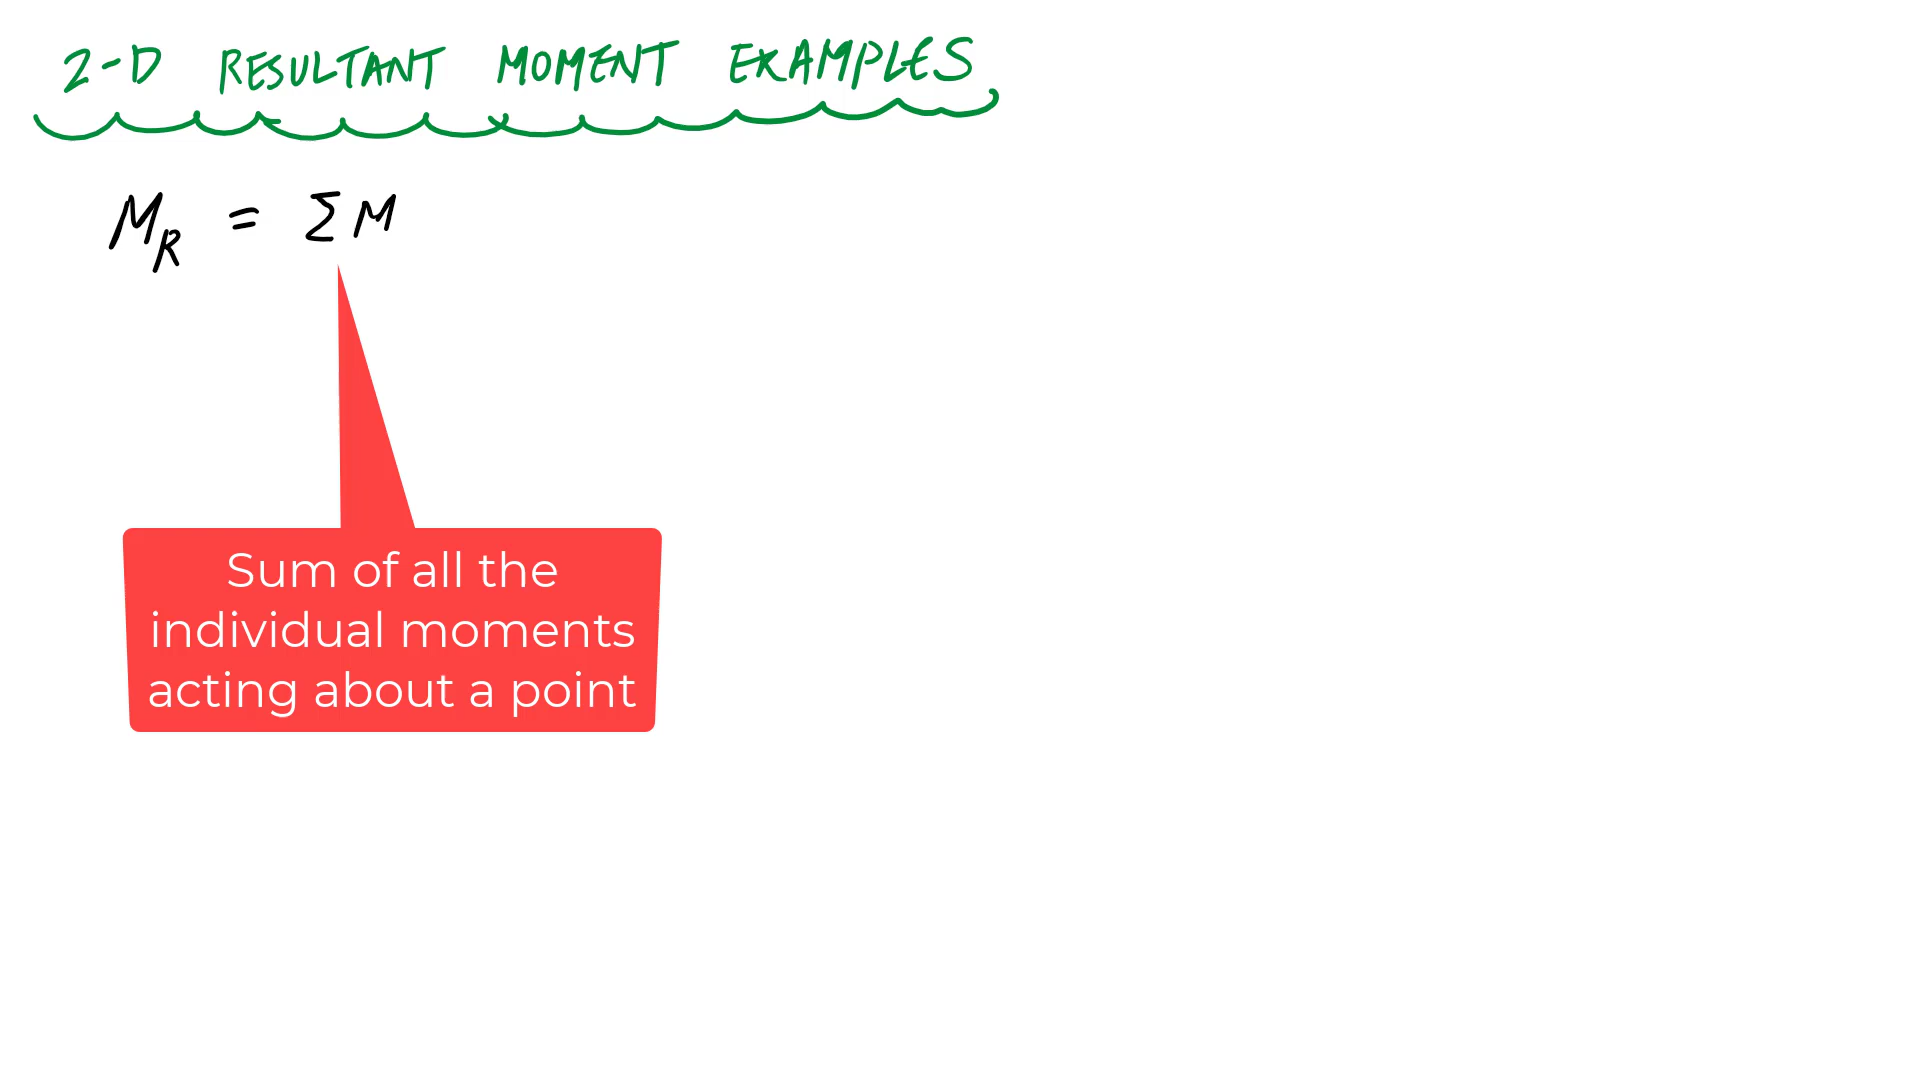 2-D RESULTANT MOMENT EXAMPLES
M_R = ΣM
Sum of all the
individual moments
acting about a point